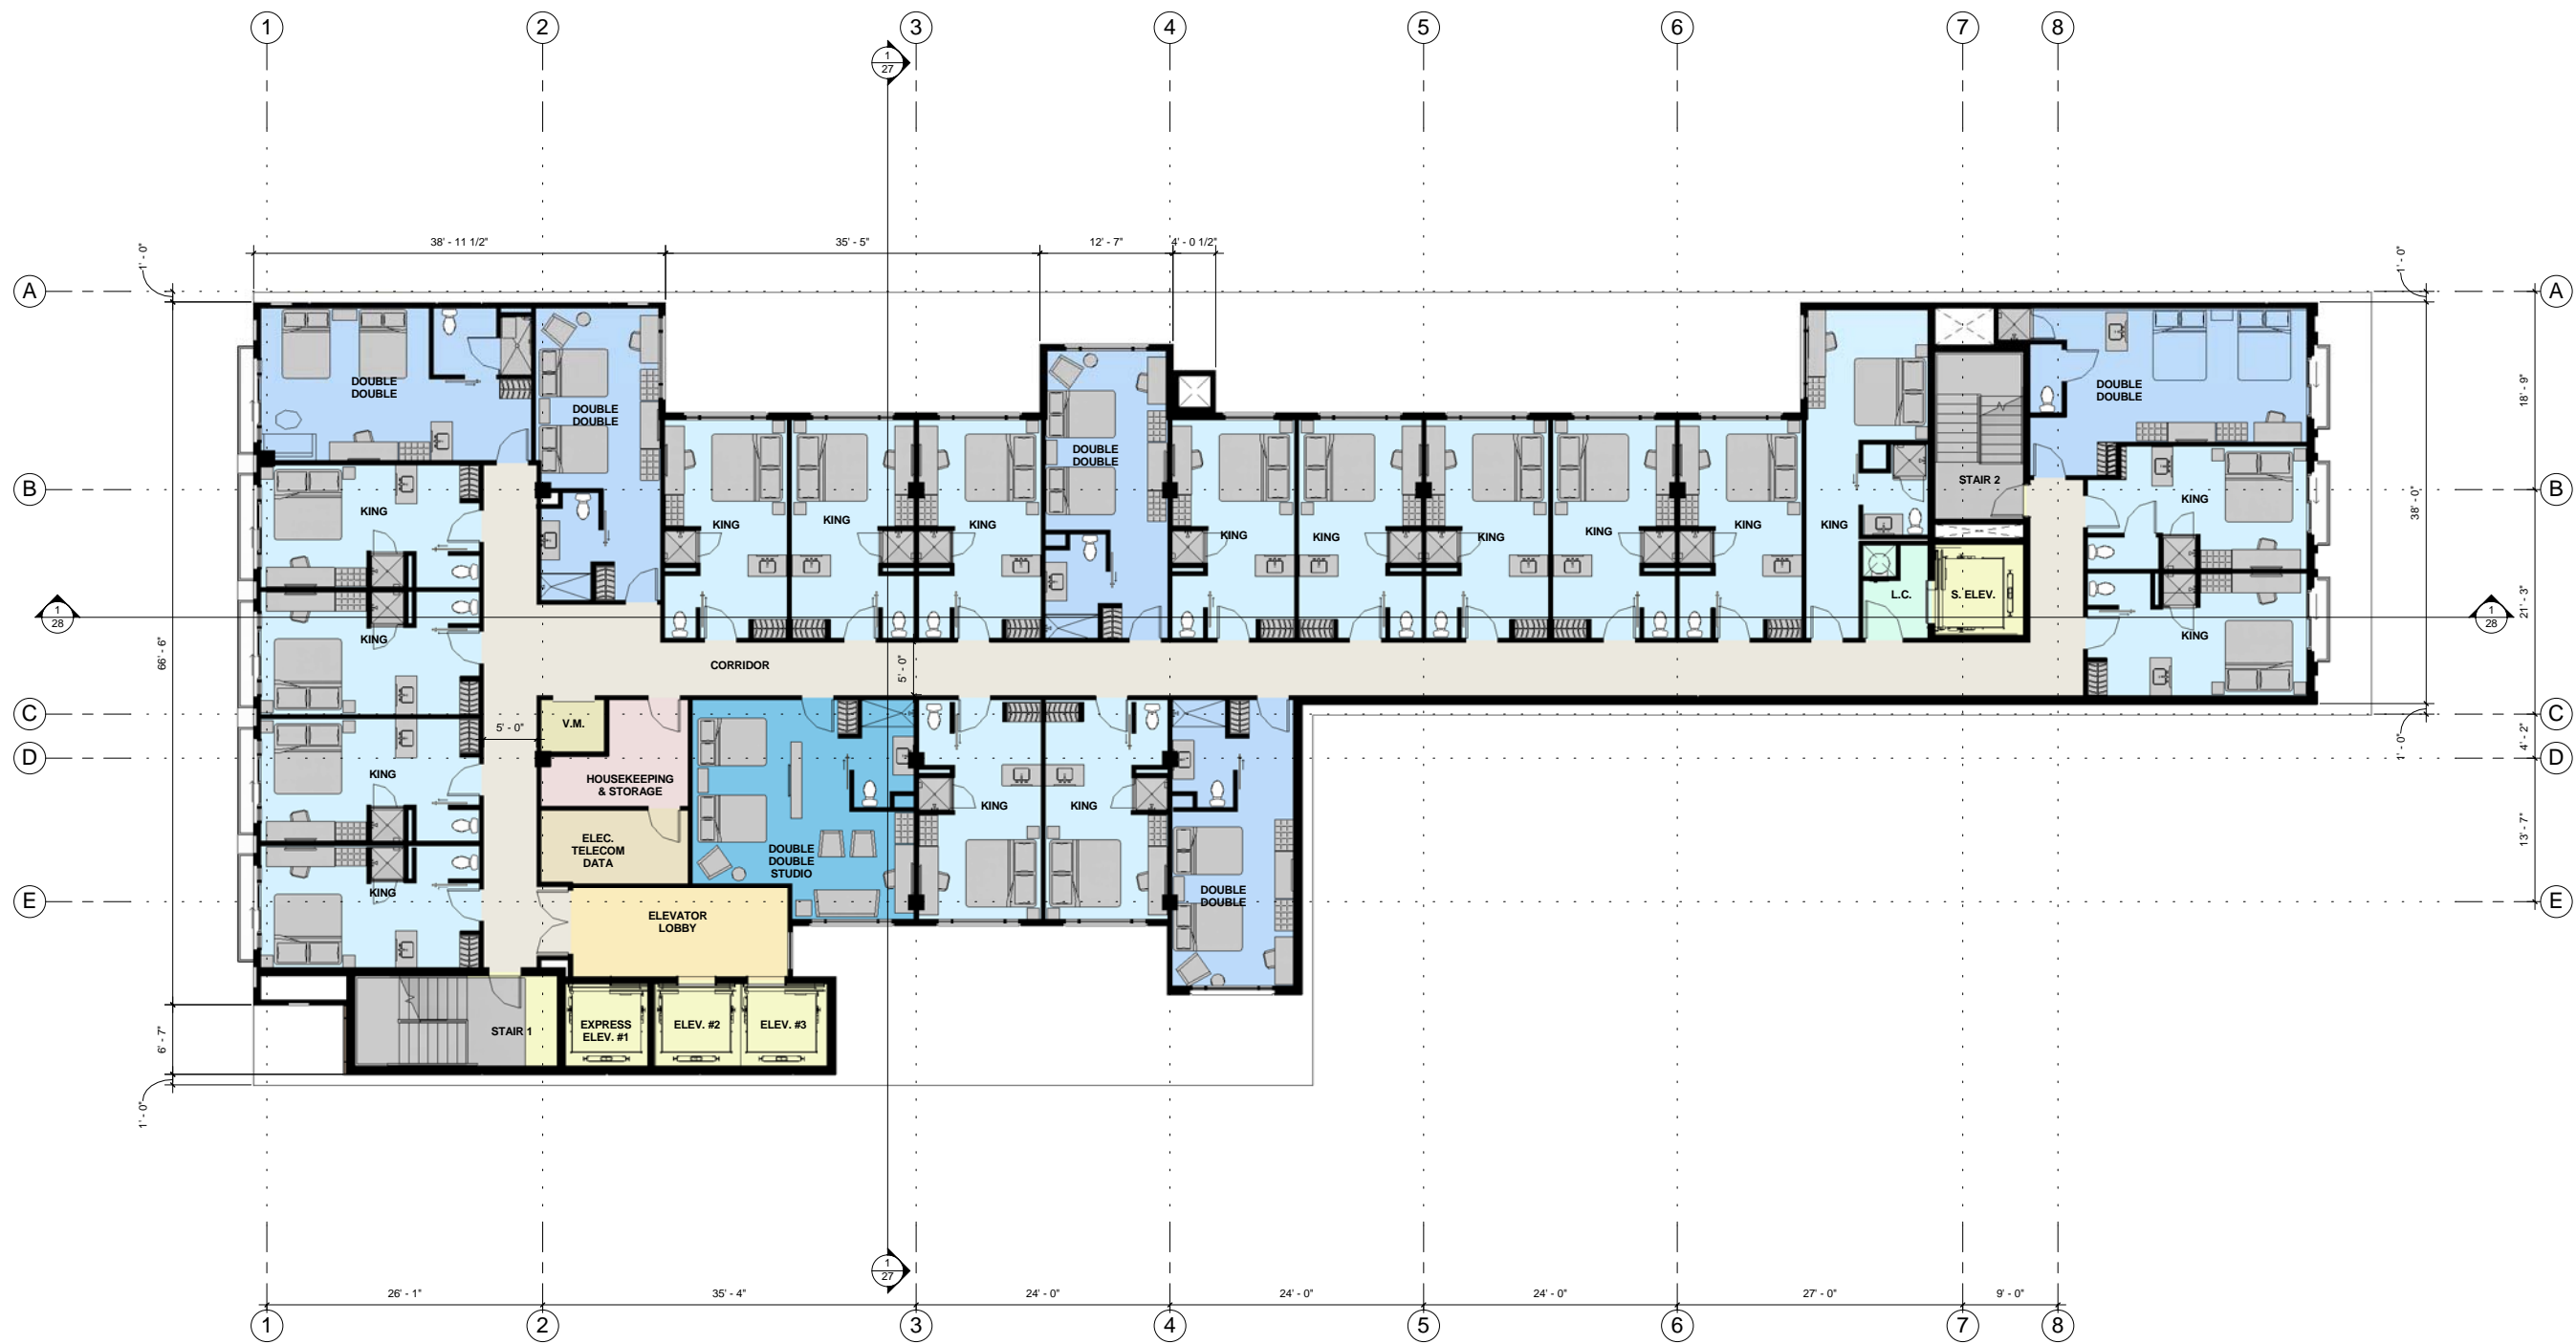 1
2
3
4
5
6
7
8
1
27
38' - 11 1/2"
35' - 5"
12' - 7"
4' - 0 1/2"
1' - 0"
1' - 0"
A
A
DOUBLE
DOUBLE
DOUBLE
DOUBLE
DOUBLE
DOUBLE
DOUBLE
DOUBLE
18' - 9"
B
B
KING
KING
KING
KING
KING
KING
KING
KING
KING
KING
STAIR 2
KING
38' - 0"
1
28
KING
L.C.
S. ELEV.
KING
21' - 3"
1
28
66' - 6"
CORRIDOR
5' - 0"
C
C
5' - 0"
V.M.
4' - 2"
1' - 0"
D
D
KING
HOUSEKEEPING
& STORAGE
KING
KING
ELEC.
TELECOM
DATA
DOUBLE
DOUBLE
STUDIO
13' - 7"
KING
DOUBLE
DOUBLE
E
E
ELEVATOR
LOBBY
6' - 7"
STAIR 1
EXPRESS
ELEV. #1
ELEV. #2
ELEV. #3
1' - 0"
1
27
26' - 1"
35' - 4"
24' - 0"
24' - 0"
24' - 0"
27' - 0"
9' - 0"
1
2
3
4
5
6
7
8